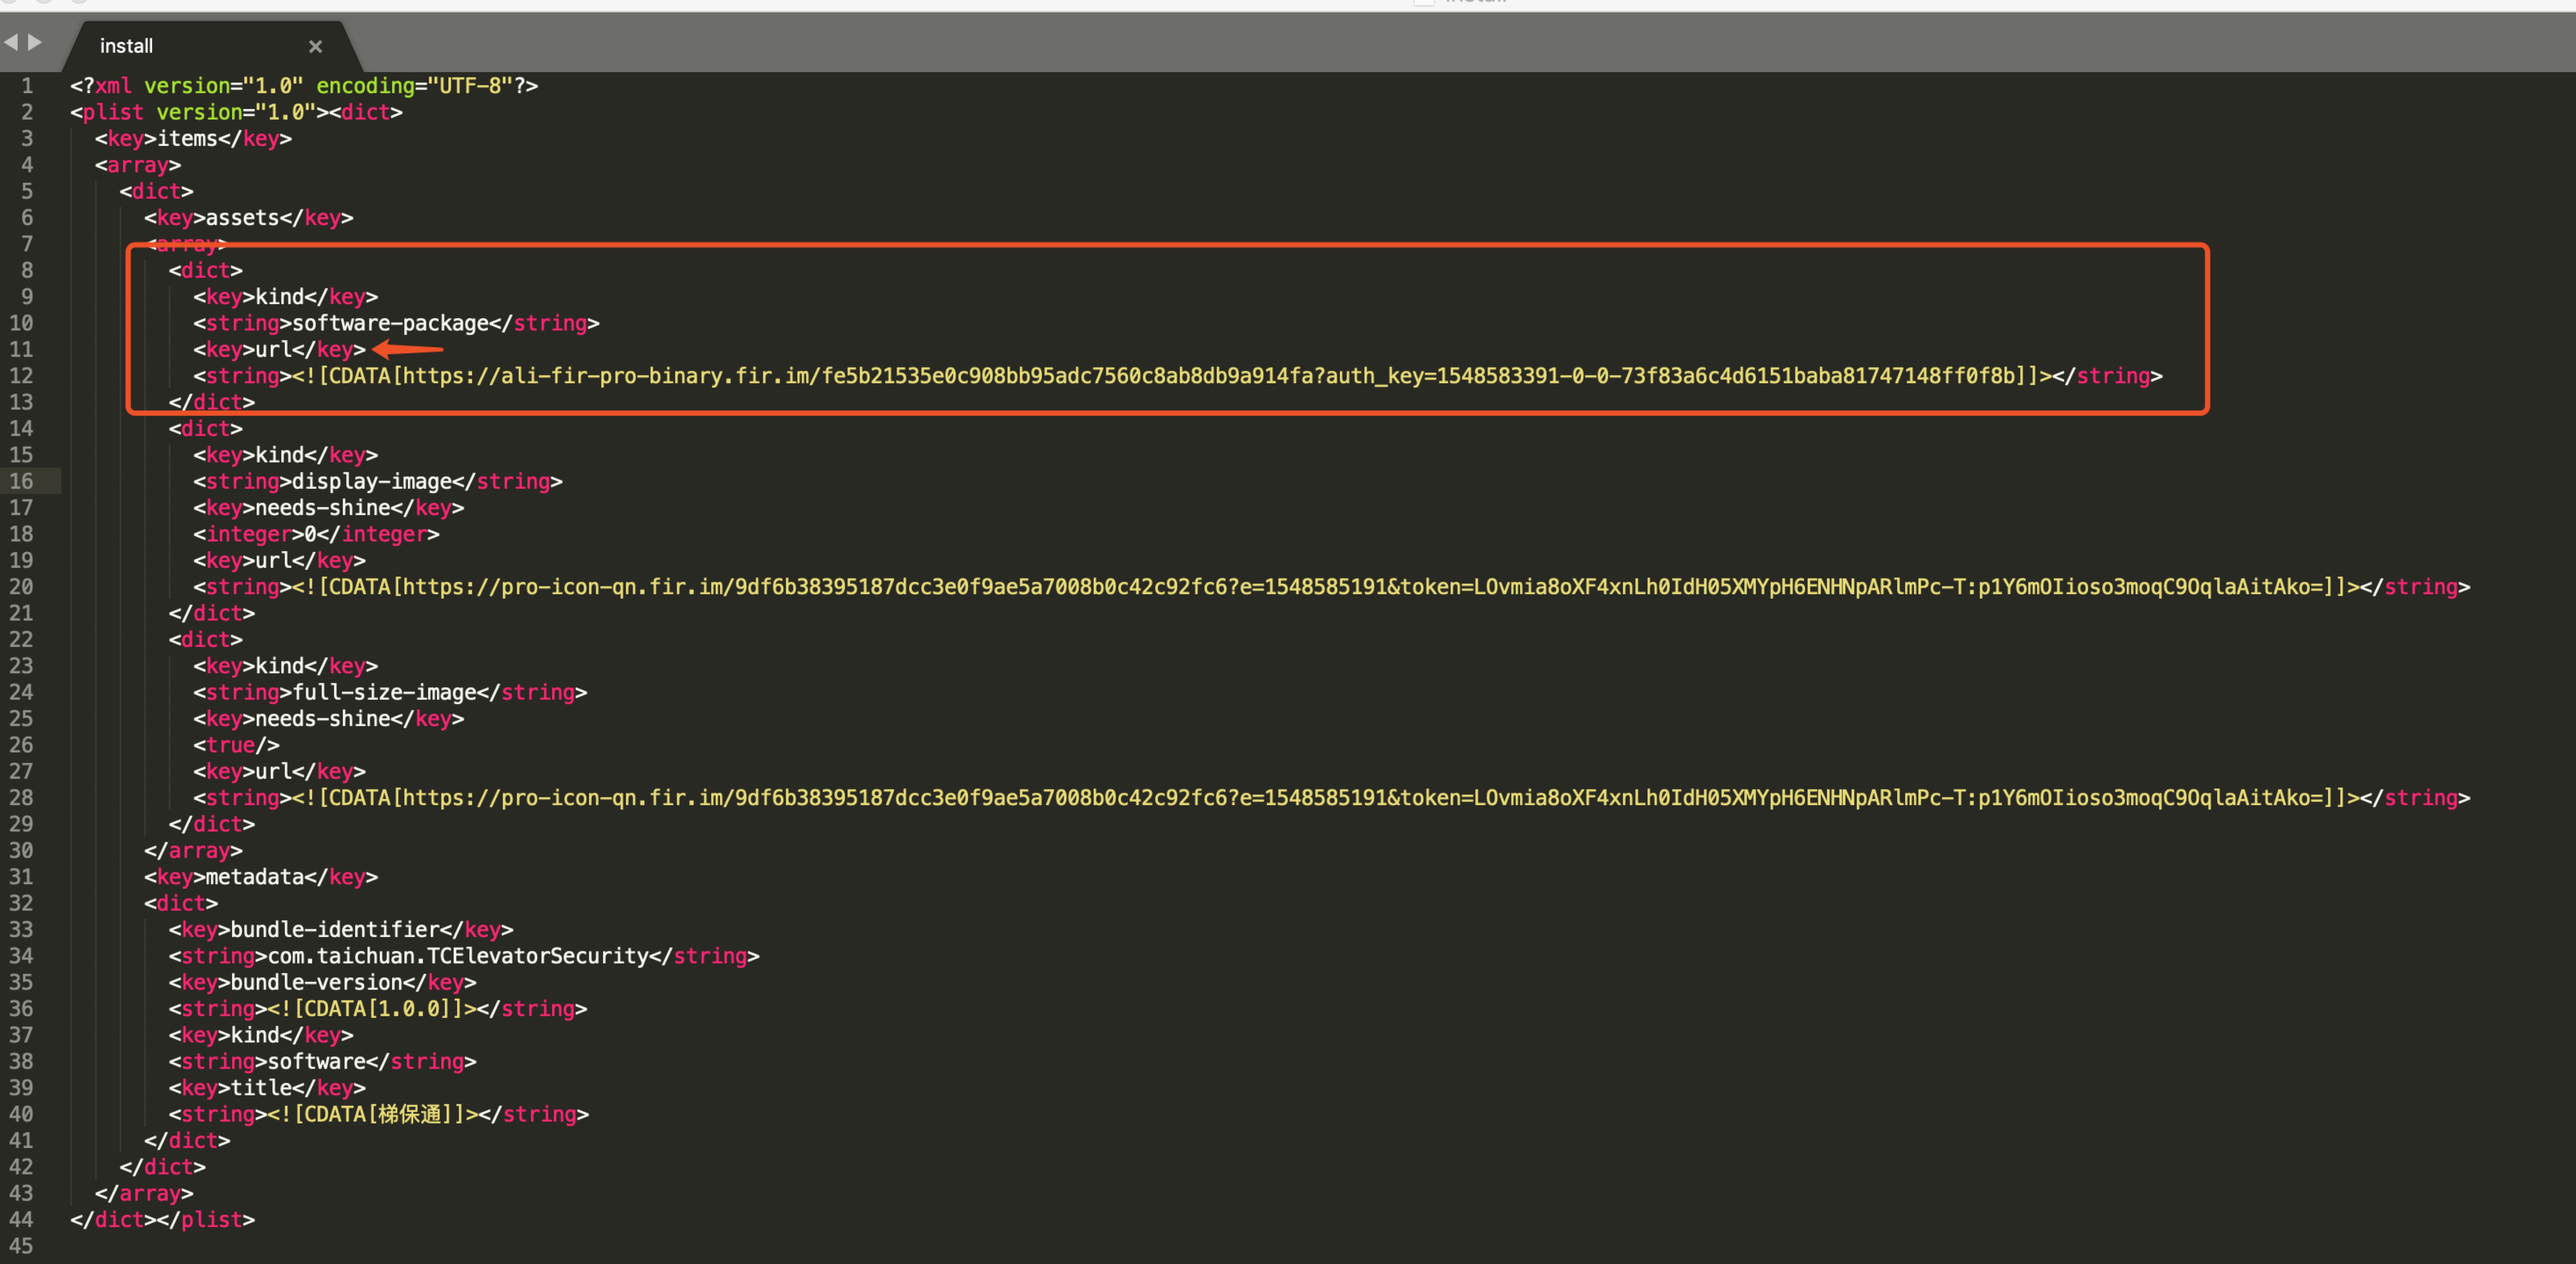 install
1 <?xml version="1.0" encoding="UTF-8"?>
2 <plist version="1.0"><dict>
3 <key>items</key>
4 <array>
5 <dict>
6 <key>assets</key>
7 <array>
8 <dict>
9 <key>kind</key>
10 <string>software-package</string>
11 <key>url</key>
12 <string><![CDATA[https://ali-fir-pro-binary.fir.im/fe5b21535e0c908bb95adc7560c8ab8db9a914fa?auth_key=1548583391-0-0-73f83a6c4d6151baba81747148ff0f8b]]></string>
13 </dict>
14 <dict>
15 <key>kind</key>
16 <string>display-image</string>
17 <key>needs-shine</key>
18 <integer>0</integer>
19 <key>url</key>
20 <string><![CDATA[https://pro-icon-qn.fir.im/9df6b38395187dcc3e0f9ae5a7008b0c42c92fc6?e=1548585191&token=LOvmia8oXF4xnLh0IdH05XMYpH6ENHNpARlmPc-T:p1Y6mOIioso3moqC9OqlaAitAko=]]></string>
21 </dict>
22 <dict>
23 <key>kind</key>
24 <string>full-size-image</string>
25 <key>needs-shine</key>
26 <true/>
27 <key>url</key>
28 <string><![CDATA[https://pro-icon-qn.fir.im/9df6b38395187dcc3e0f9ae5a7008b0c42c92fc6?e=1548585191&token=LOvmia8oXF4xnLh0IdH05XMYpH6ENHNpARlmPc-T:p1Y6mOIioso3moqC9OqlaAitAko=]]></string>
29 </dict>
30 </array>
31 <key>metadata</key>
32 <dict>
33 <key>bundle-identifier</key>
34 <string>com.taichuan.TCElevatorSecurity</string>
35 <key>bundle-version</key>
36 <string><![CDATA[1.0.0]]></string>
37 <key>kind</key>
38 <string>software</string>
39 <key>title</key>
40 <string><![CDATA[梯保通]]></string>
41 </dict>
42 </dict>
43 </array>
44 </dict></plist>
45